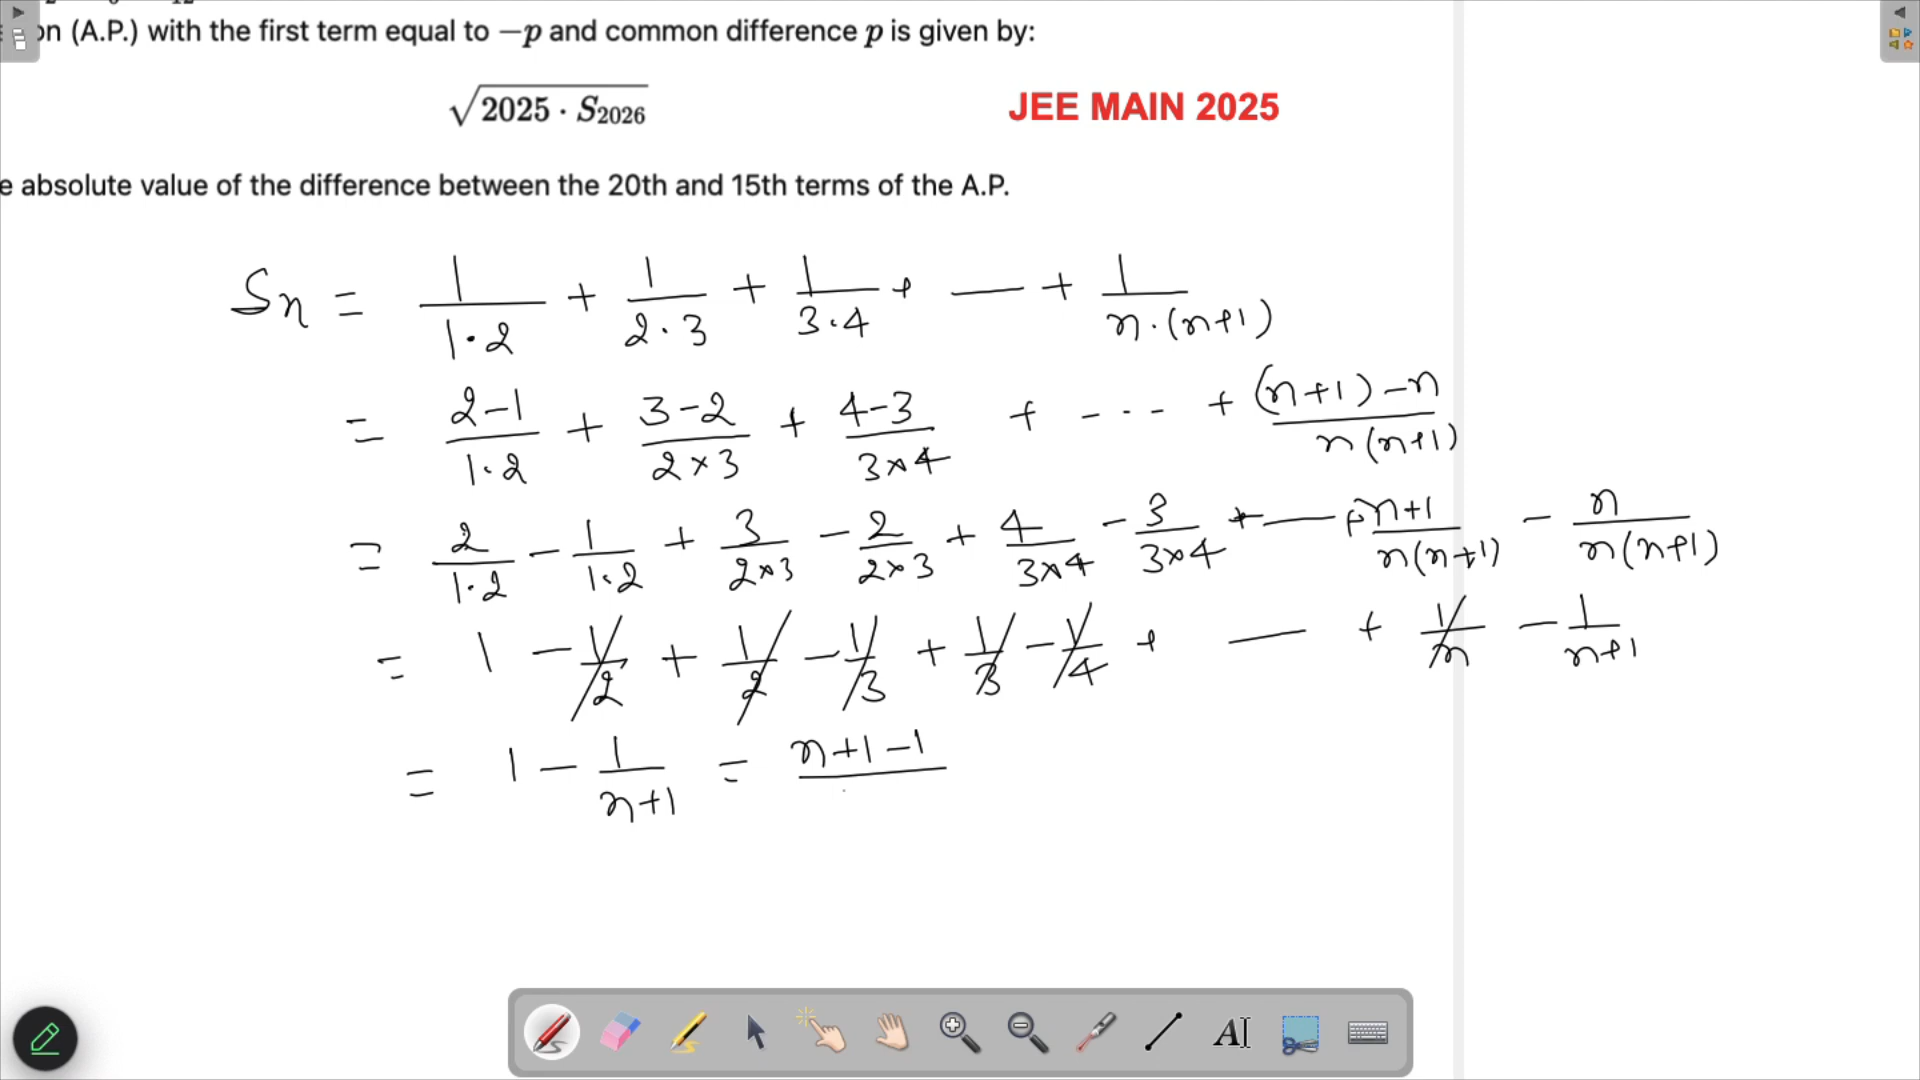 on (A.P.) with the first term equal to −p and common difference p is given by:
√2025 · S2026
JEE MAIN 2025
e absolute value of the difference between the 20th and 15th terms of the A.P.
Sn = 1/1·2 + 1/2·3 + 1/3·4 + — + 1/n·(n+1)
= 2-1/1·2 + 3-2/2×3 + 4-3/3×4 + - - - + (n+1)-n/n(n+1)
= 2/1·2 - 1/1·2 + 3/2×3 - 2/2×3 + 4/3×4 - 3/3×4 + — + n+1/n(n+1) - n/n(n+1)
= 1 - 1/2 + 1/2 - 1/3 + 1/3 - 1/4 + — + 1/n - 1/n+1
= 1 - 1/n+1 = n+1-1
AI